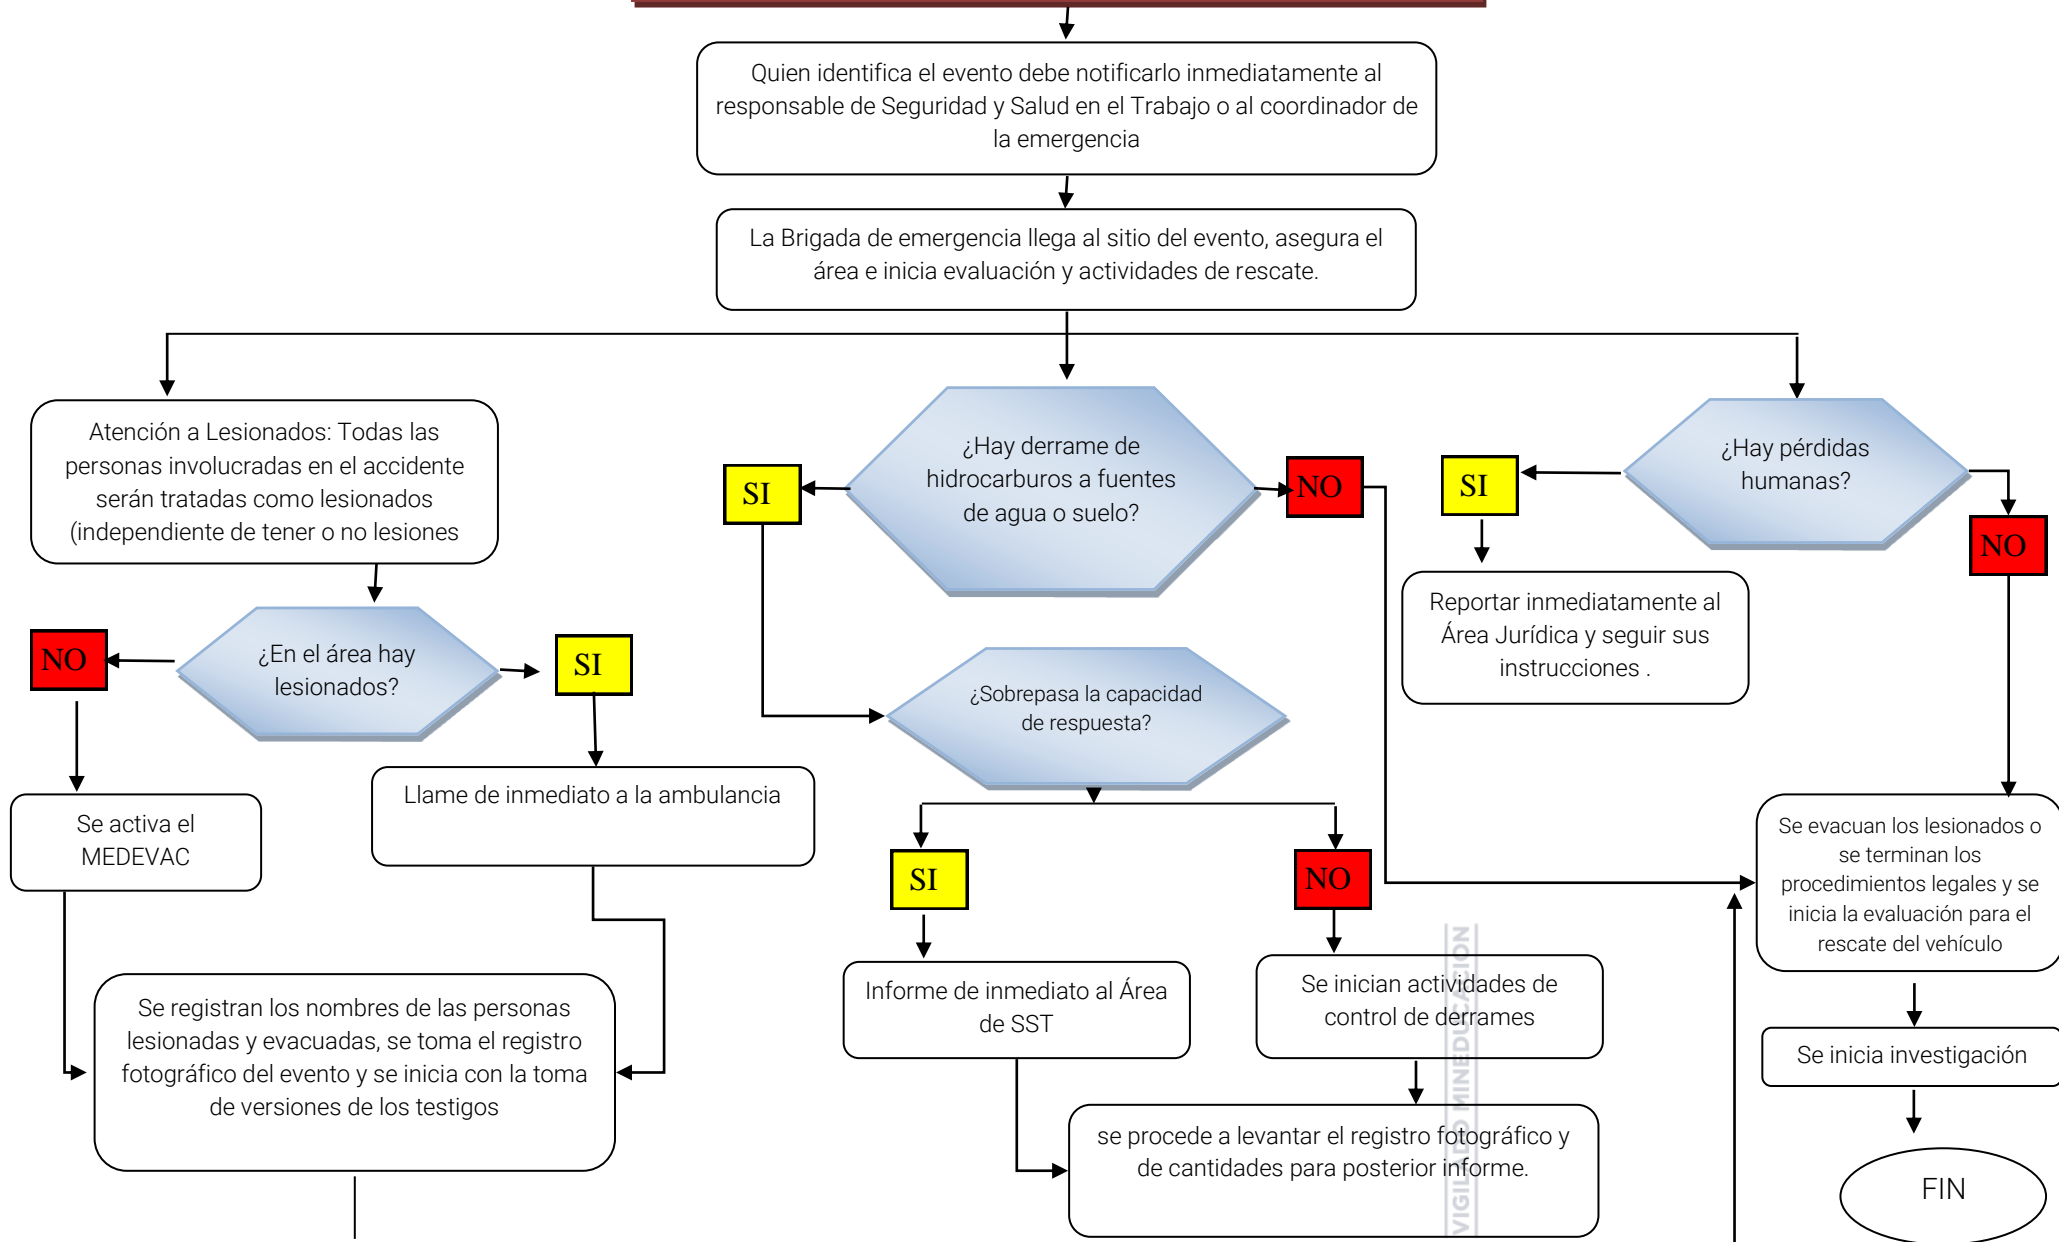 Quien identifica el evento debe notificarlo inmediatamente al
responsable de Seguridad y Salud en el Trabajo o al coordinador de
la emergencia
La Brigada de emergencia llega al sitio del evento, asegura el
área e inicia evaluación y actividades de rescate.
Atención a Lesionados: Todas las
personas involucradas en el accidente
serán tratadas como lesionados
(independiente de tener o no lesiones
¿En el área hay
lesionados?
NO
SI
Se activa el
MEDEVAC
Llame de inmediato a la ambulancia
Se registran los nombres de las personas
lesionadas y evacuadas, se toma el registro
fotográfico del evento y se inicia con la toma
de versiones de los testigos
¿Hay derrame de
hidrocarburos a fuentes
de agua o suelo?
SI
NO
¿Sobrepasa la capacidad
de respuesta?
SI
NO
Informe de inmediato al Área
de SST
Se inician actividades de
control de derrames
se procede a levantar el registro fotográfico y
de cantidades para posterior informe.
¿Hay pérdidas
humanas?
SI
NO
Reportar inmediatamente al
Área Jurídica y seguir sus
instrucciones .
Se evacuan los lesionados o
se terminan los
procedimientos legales y se
inicia la evaluación para el
rescate del vehículo
Se inicia investigación
FIN
VIGILADO MINEDUCACIÓN